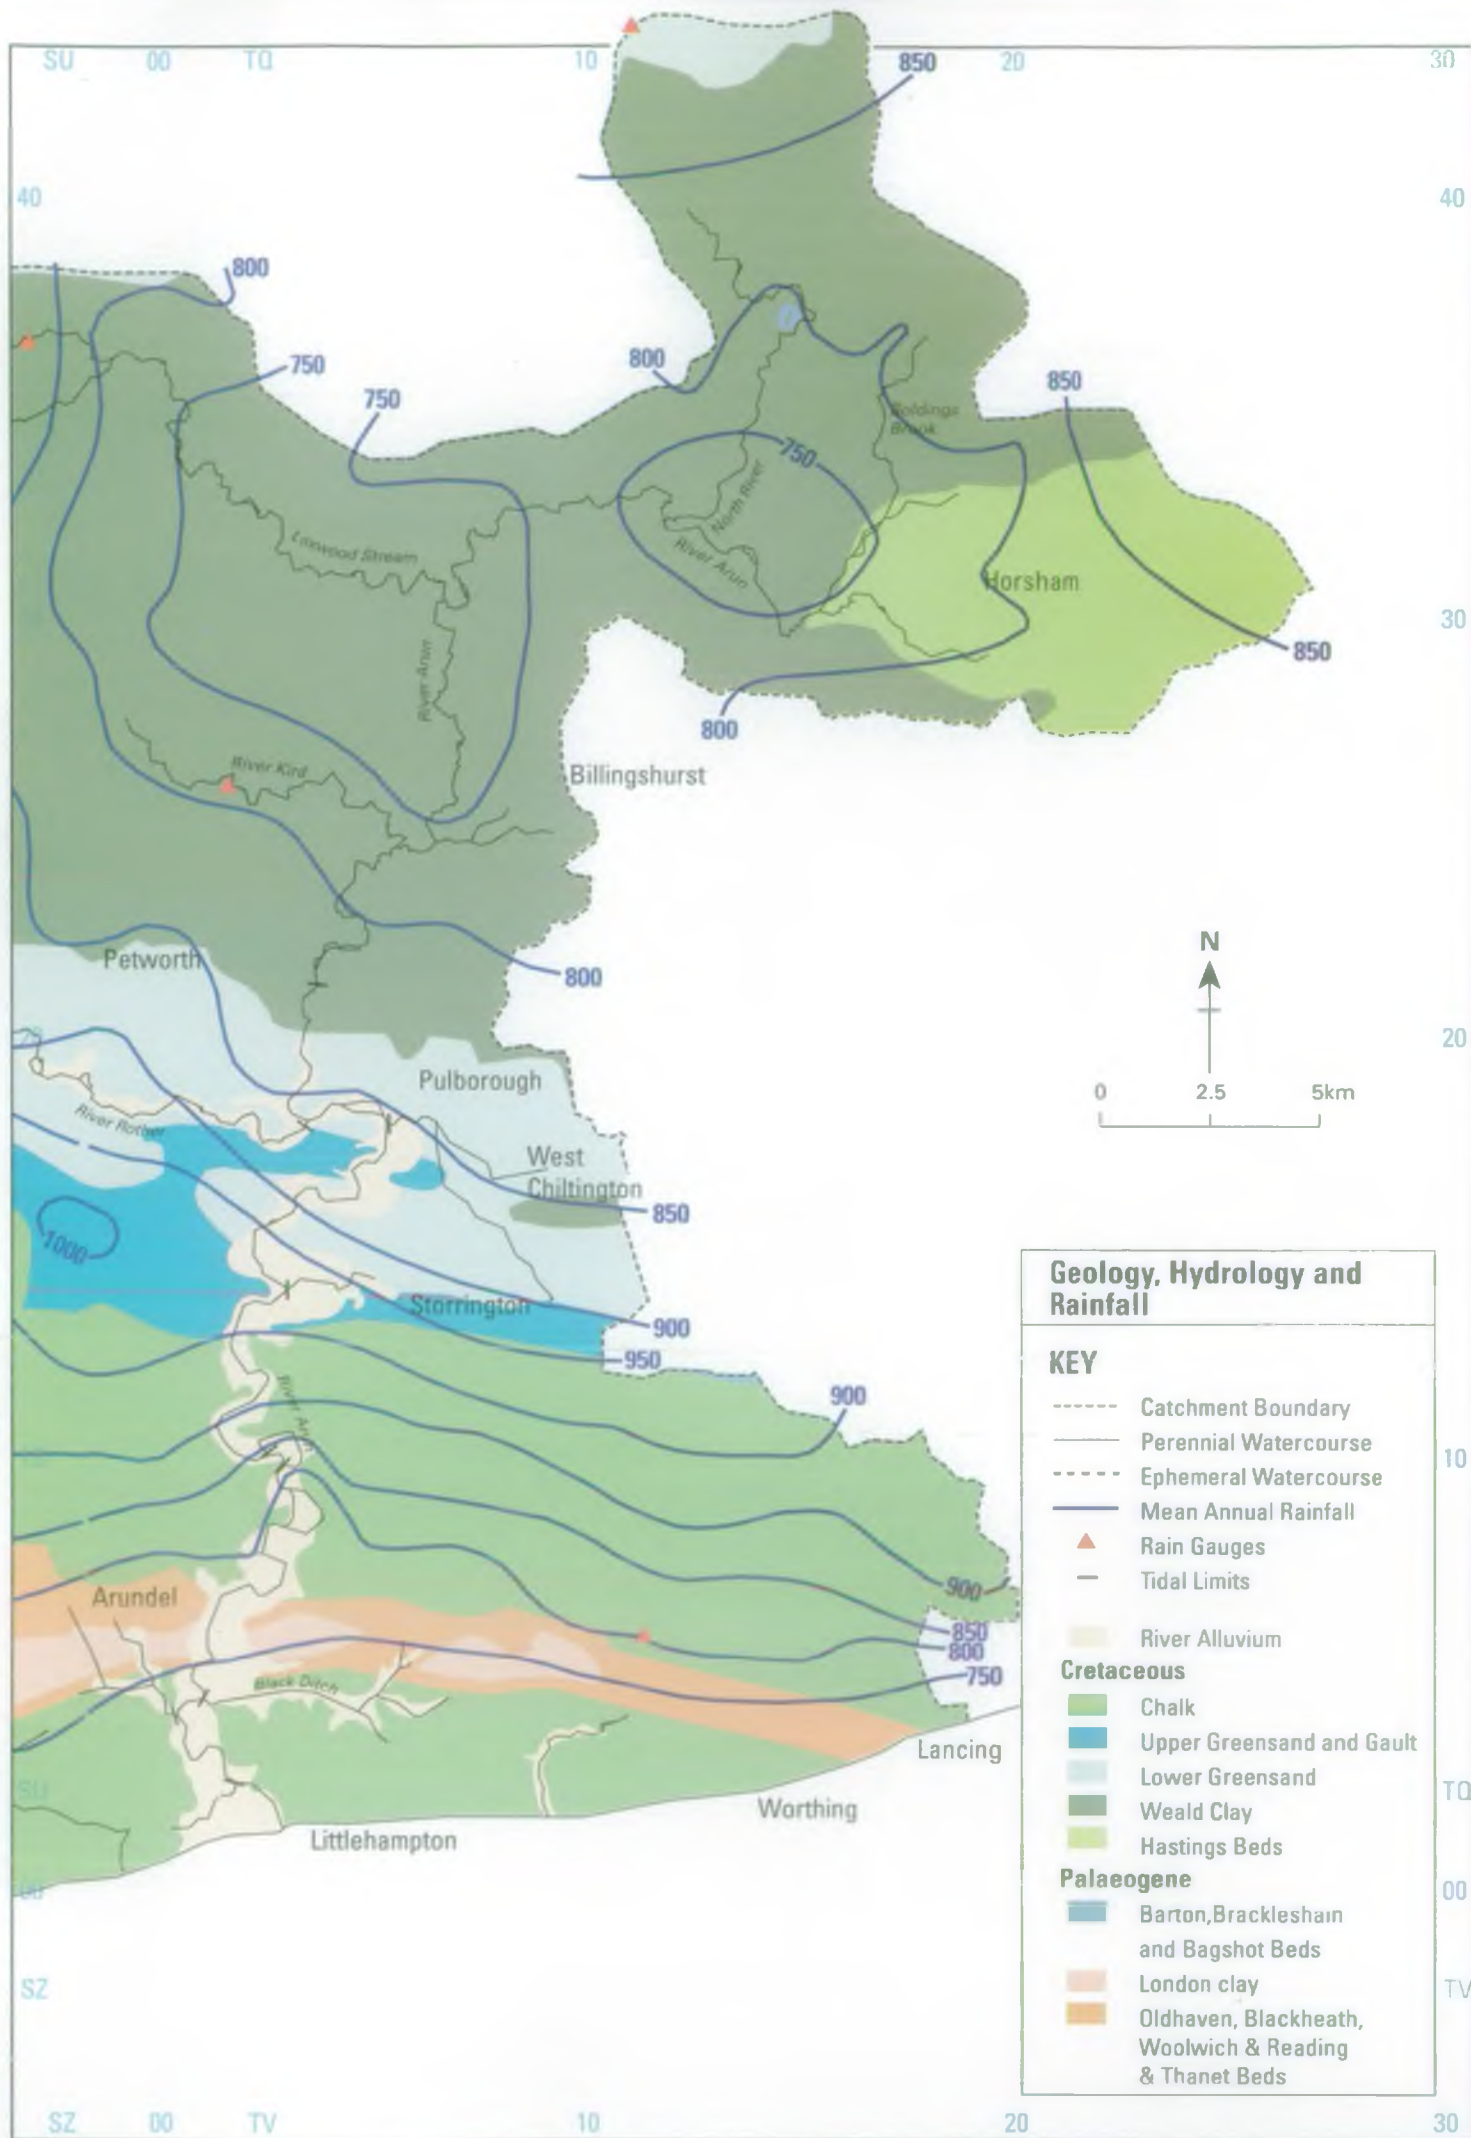 SU 00 TQ 10 20 30
850
40 40
800
750
800
750
850
Brook
750
North River
Loxwood Stream
River Arun
Horsham
30
850
River Arun
800
River Kird
Billingshurst
Petworth
800
N
20
Pulborough
0 2.5 5km
River Rother
West
Chiltington
850
1000
Storrington
900
950
900
River Arun
10
900
Arundel
850
800
750
Black Ditch
Lancing
SU TQ
Worthing
Littlehampton
00 00
SZ TV
SZ 00 TV 10 20 30
Geology, Hydrology and
Rainfall
KEY
Catchment Boundary
Perennial Watercourse
Ephemeral Watercourse
Mean Annual Rainfall
Rain Gauges
Tidal Limits
River Alluvium
Cretaceous
Chalk
Upper Greensand and Gault
Lower Greensand
Weald Clay
Hastings Beds
Palaeogene
Barton,Brackleshain
and Bagshot Beds
London clay
Oldhaven, Blackheath,
Woolwich & Reading
& Thanet Beds